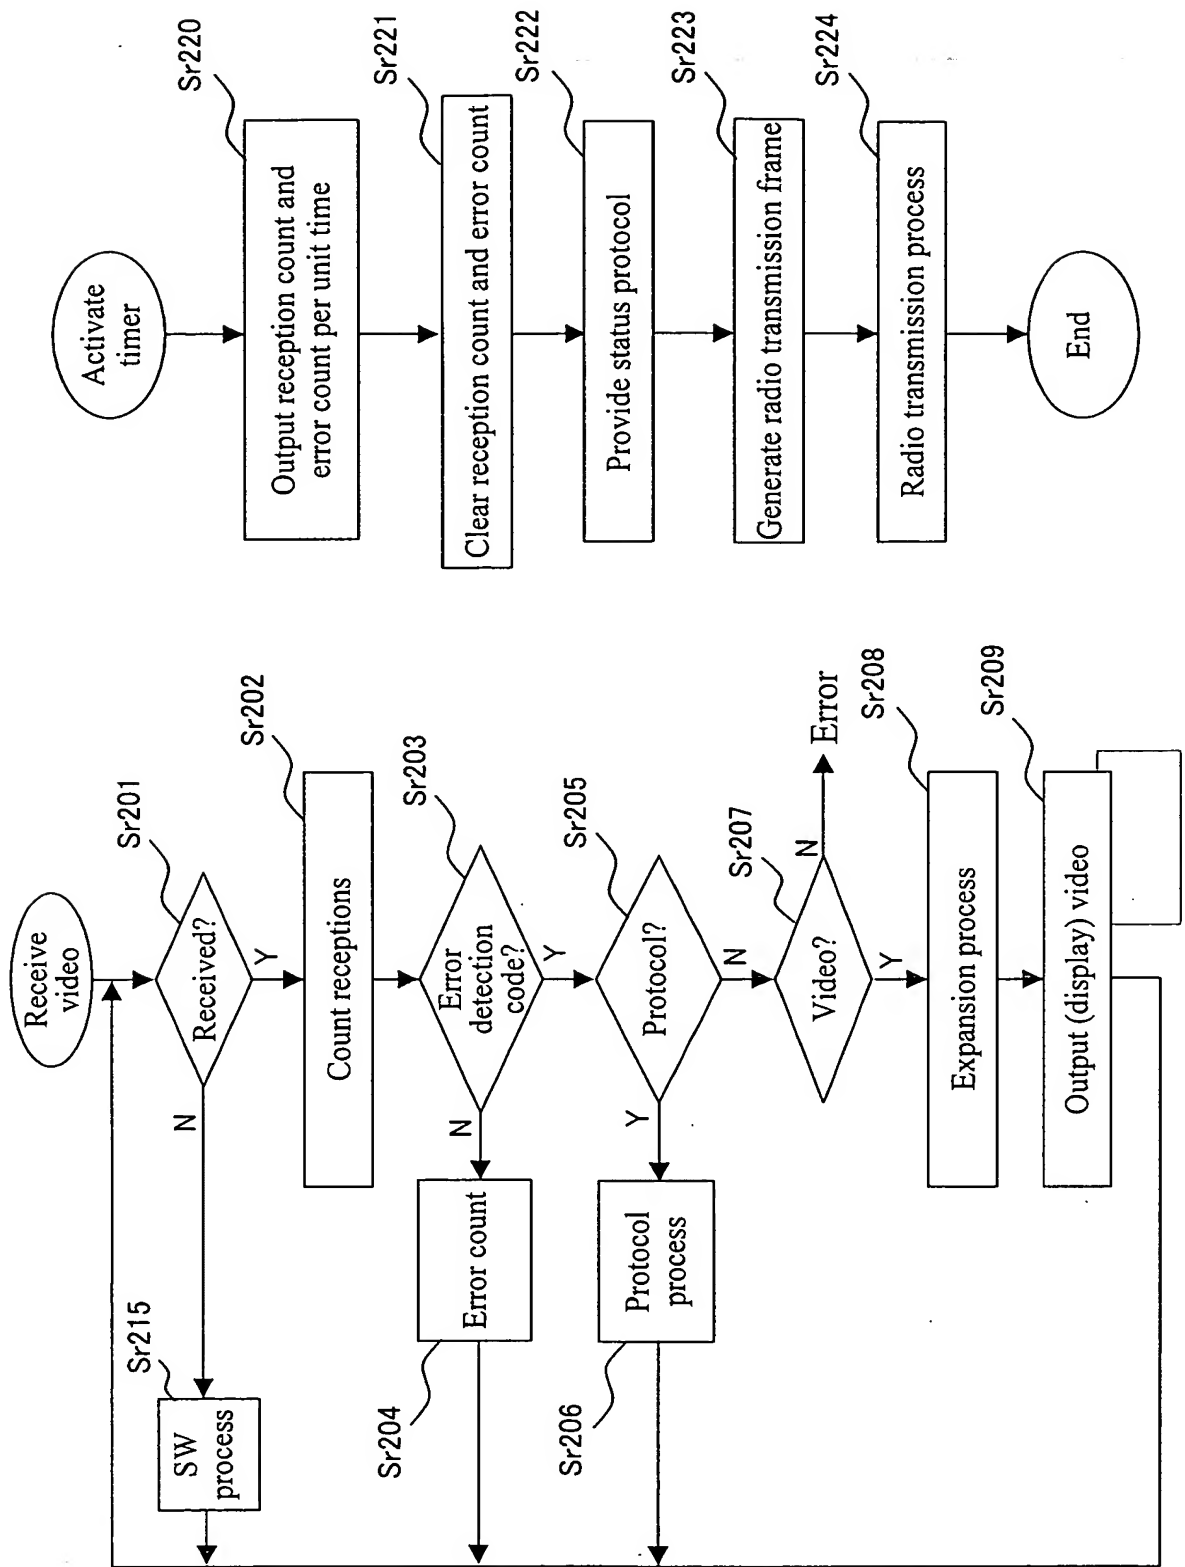 Receive
video
Sr201
Received?
N
Y
Sr215
SW
process
Sr202
Count receptions
Sr203
Error
detection
code?
N
Y
Error count
Sr204
Sr205
Protocol?
Y
N
Protocol
process
Sr206
Sr207
Video?
N
Error
Y
Sr208
Expansion process
Sr209
Output (display) video
Activate
timer
Sr220
Output reception count and
error count per unit time
Sr221
Clear reception count and error count
Sr222
Provide status protocol
Sr223
Generate radio transmission frame
Sr224
Radio transmission process
End